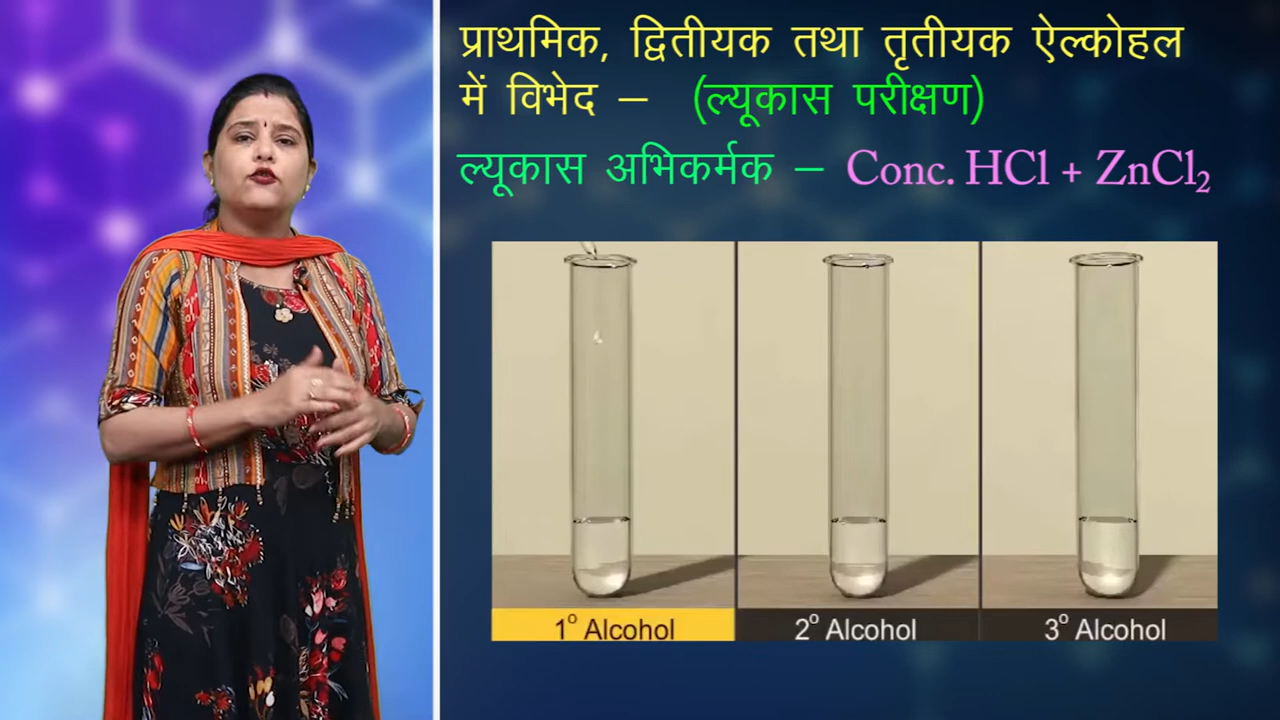 प्राथमिक, द्वितीयक तथा तृतीयक ऐल्कोहल
में विभेद – (ल्यूकास परीक्षण)
ल्यूकास अभिकर्मक – Conc. HCl + ZnCl₂
1° Alcohol 2° Alcohol 3° Alcohol